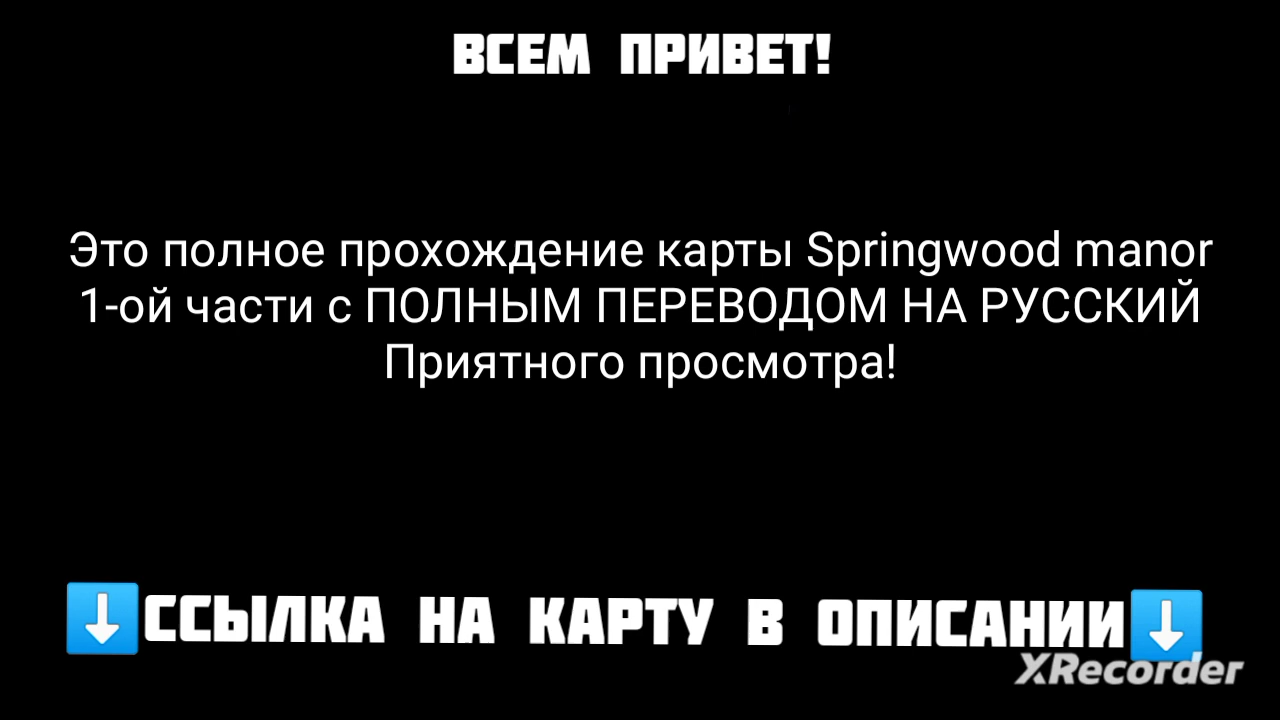 ВСЕМ ПРИВЕТ!
Это полное прохождение карты Springwood manor
1-ой части с ПОЛНЫМ ПЕРЕВОДОМ НА РУССКИЙ
Приятного просмотра!
⬇️ССЫЛКА НА КАРТУ В ОПИСАНИИ⬇️
XRecorder